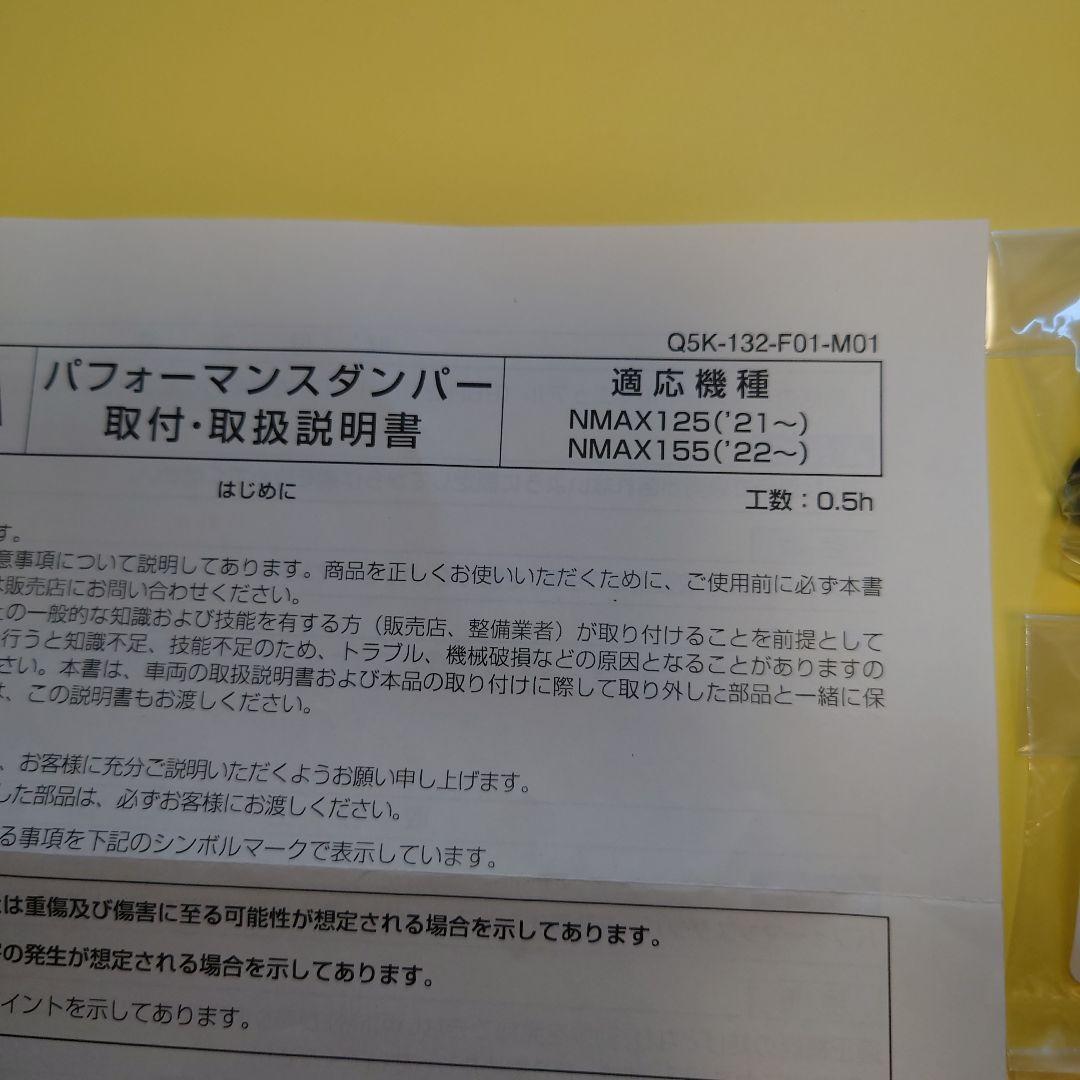 Q5K-132-F01-M01
パフォーマンスダンパー
取付・取扱説明書
適応機種
NMAX125('21～)
NMAX155('22～)
はじめに
工数：0.5h
す。
意事項について説明してあります。商品を正しくお使いいただくために、ご使用前に必ず本書
は販売店にお問い合わせください。
の一般的な知識および技能を有する方（販売店、整備業者）が取り付けることを前提として
行うと知識不足、技能不足のため、トラブル、機械破損などの原因となることがありますの
さい。本書は、車両の取扱説明書および本品の取り付けに際して取り外した部品と一緒に保
は、この説明書もお渡しください。
、お客様に充分ご説明いただくようお願い申し上げます。
した部品は、必ずお客様にお渡しください。
る事項を下記のシンボルマークで表示しています。
は重傷及び傷害に至る可能性が想定される場合を示してあります。
の発生が想定される場合を示してあります。
イントを示してあります。